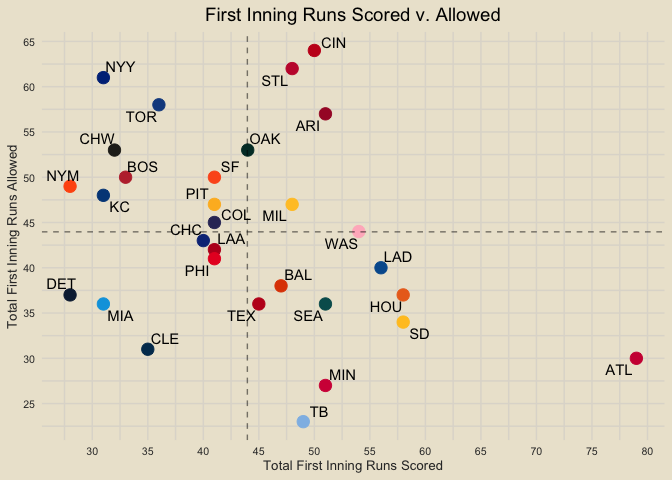 First Inning Runs Scored v. Allowed
65
60
55
50
45
40
35
30
25
Total First Inning Runs Allowed
CIN
NYY
STL
TOR
ARI
CHW
OAK
BOS
SF
NYM
KC
PIT
COL
MIL
CHC
LAA
WAS
PHI
LAD
BAL
DET
HOU
MIA
TEX
SEA
SD
CLE
ATL
MIN
TB
30
35
40
45
50
55
60
65
70
75
80
Total First Inning Runs Scored